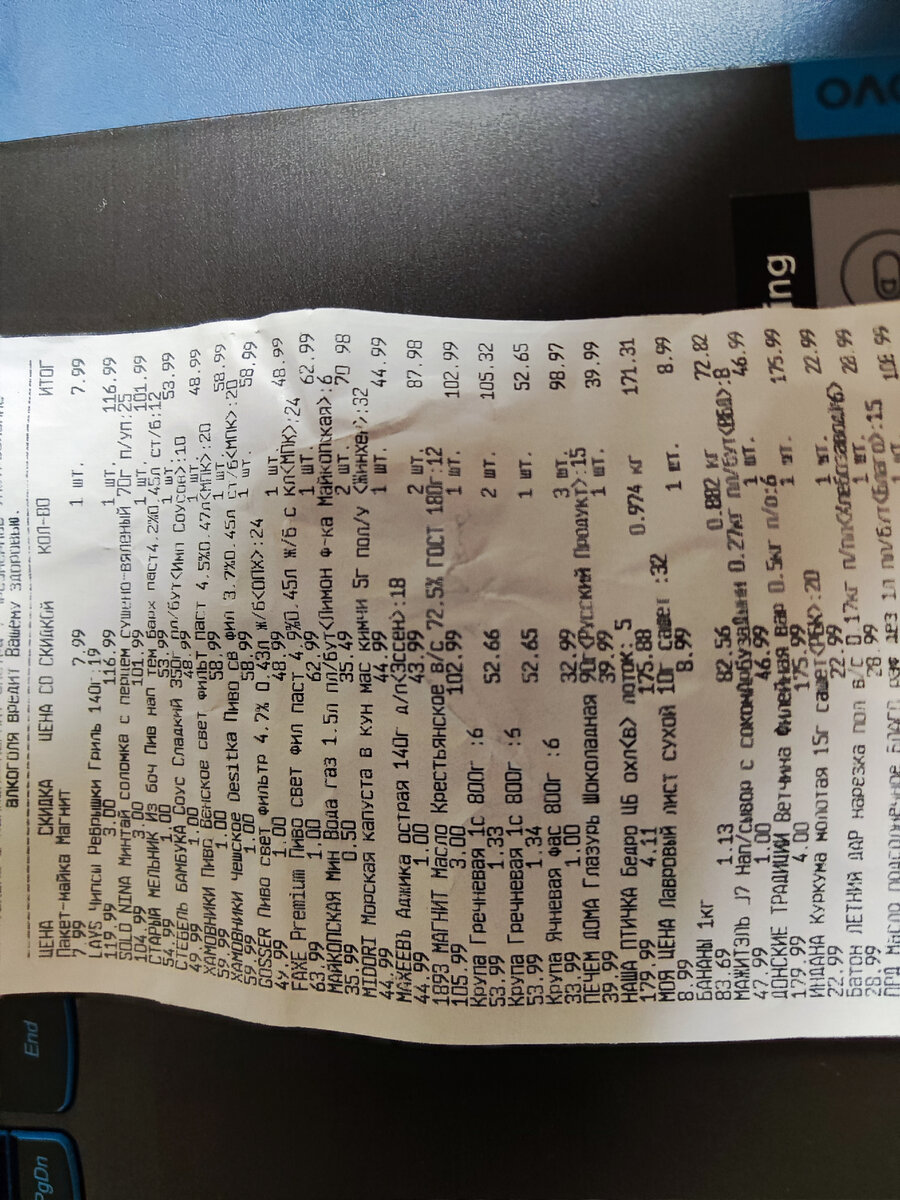 алкоголя вредит Вашему здоровью.
ЦЕНА СКИДКА ЦЕНА СО СКИДКОЙ КОЛ-ВО ИТОГ
Пакет-майка Магнит
7.99 7.99 1 шт. 7.99
LAYS Чипсы Ребрышки Гриль 140г:19
119.99 3.00 116.99 1 шт. 116.99
SOLO NINA Минтай соломка с перцем сушено-вяленый 70г п/уп:25
104.99 3.00 101.99 1 шт. 101.99
СТАРЫЙ МЕЛЬНИК Из боч Пив нап тем Барх паст4.2%0.45л ст/б:12
54.99 1.00 53.99 1 шт. 53.99
СТЕБЕЛЬ БАМБУКА Соус Сладкий 350г пл/бут<Имп Соусов>:10
49.99 1.00 48.99 1 шт. 48.99
ХАМОВНИКИ Пиво Венское свет фильт паст 4.5%0.47л<МПК>:20
59.99 1.00 58.99 1 шт. 58.99
ХАМОВНИКИ Чешское Desitka Пиво св фил 3.7%0.45л ст/б<МПК>:20
59.99 1.00 58.99 1 шт. 58.99
GOSSER Пиво свет фильтр 4.7% 0.43л ж/б<ОПХ>:24
49.99 1.00 48.99 1 шт. 48.99
FAXE Premium Пиво свет фил паст 4.9%0.45л ж/б с КЛ<МПК>:24
63.99 1.00 62.99 1 шт. 62.99
МАЙКОПСКАЯ Мин Вода газ 1.5л пл/бут<Лимон ф-ка Майкопская>:6
35.99 0.50 35.49 2 шт. 70.98
MIDORI Морская капуста в кун мас кимчи 5г пол/у <Жинхе>:32
44.99 44.99 1 шт. 44.99
МАХЕЕВЪ Аджика острая 140г д/п<Эссен>:18
44.99 1.00 43.99 2 шт. 87.98
1893 МАГНИТ Масло Крестьянское в/с 72.5% ГОСТ 180г:12
105.99 3.00 102.99 1 шт. 102.99
Крупа Гречневая 1с 800г :6
53.99 1.33 52.66 2 шт. 105.32
Крупа Гречневая 1с 800г :6
53.99 1.34 52.65 1 шт. 52.65
Крупа Ячневая фас 800г :6
33.99 1.00 32.99 3 шт. 98.97
ПЕЧЕМ ДОМА Глазурь Шоколадная 90г<Русский Продукт>:15
39.99 39.99 1 шт. 39.99
НАША ПТИЧКА Бедро ЦБ охл<в> лоток:5
179.99 4.11 175.88 0.974 кг 171.31
МОЯ ЦЕНА Лавровый лист сухой 10г сашет :32
8.99 8.99 1 шт. 8.99
БАНАНЫ 1кг
83.69 1.13 82.56 0.882 кг 72.82
МАЖИТЭЛЬ J7 Нап/сывор с соком 0.27кг пл/бут<ВБД>:8
47.99 1.00 46.99 1 шт. 46.99
ДОНСКИЕ ТРАДИЦИИ Ветчина Филейная вар 0.5кг п/о:6
179.99 4.00 175.99 1 шт. 175.99
ИНДАНА Куркума молотая 15г сашет<РБК>:20
22.99 22.99 1 шт. 22.99
Батон ЛЕТНИЙ ДАР нарезка пол в/с 0.17кг п/пк<Хлебзавод№6>
28.99 28.99 1 шт. 28.99
Масло подсолнечное 1л пл/бут<Благо>:15
ing
End
PgDn